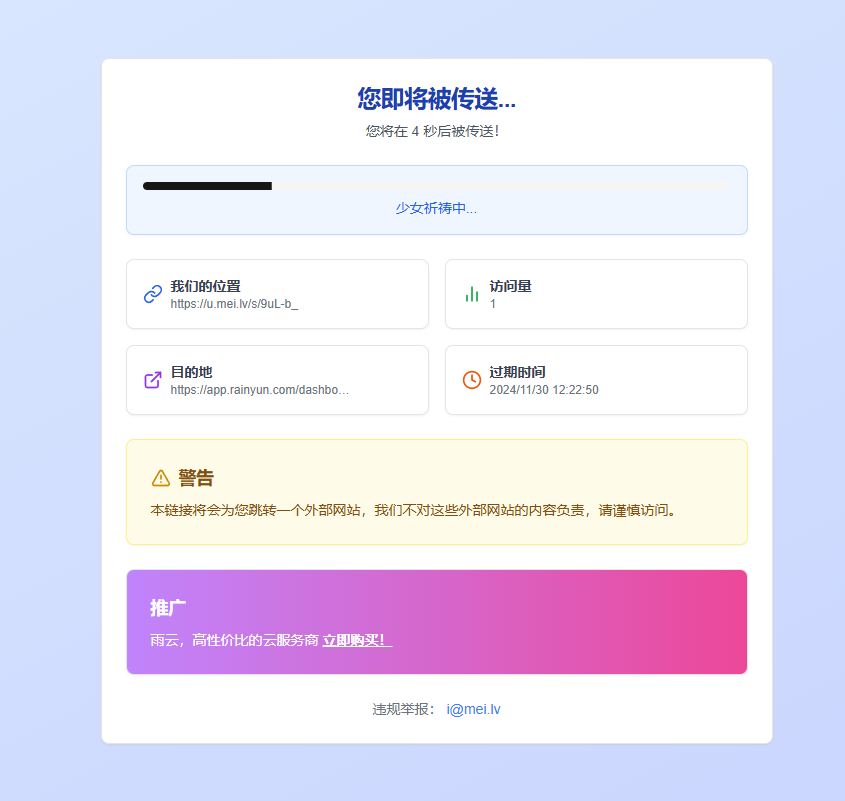 您即将被传送...
您将在 4 秒后被传送!
少女祈祷中...
我们的位置
https://u.mei.lv/s/9uL-b_
访问量
1
目的地
https://app.rainyun.com/dashbo...
过期时间
2024/11/30 12:22:50
警告
本链接将会为您跳转一个外部网站，我们不对这些外部网站的内容负责，请谨慎访问。
推广
雨云，高性价比的云服务商 立即购买！
违规举报： i@mei.lv